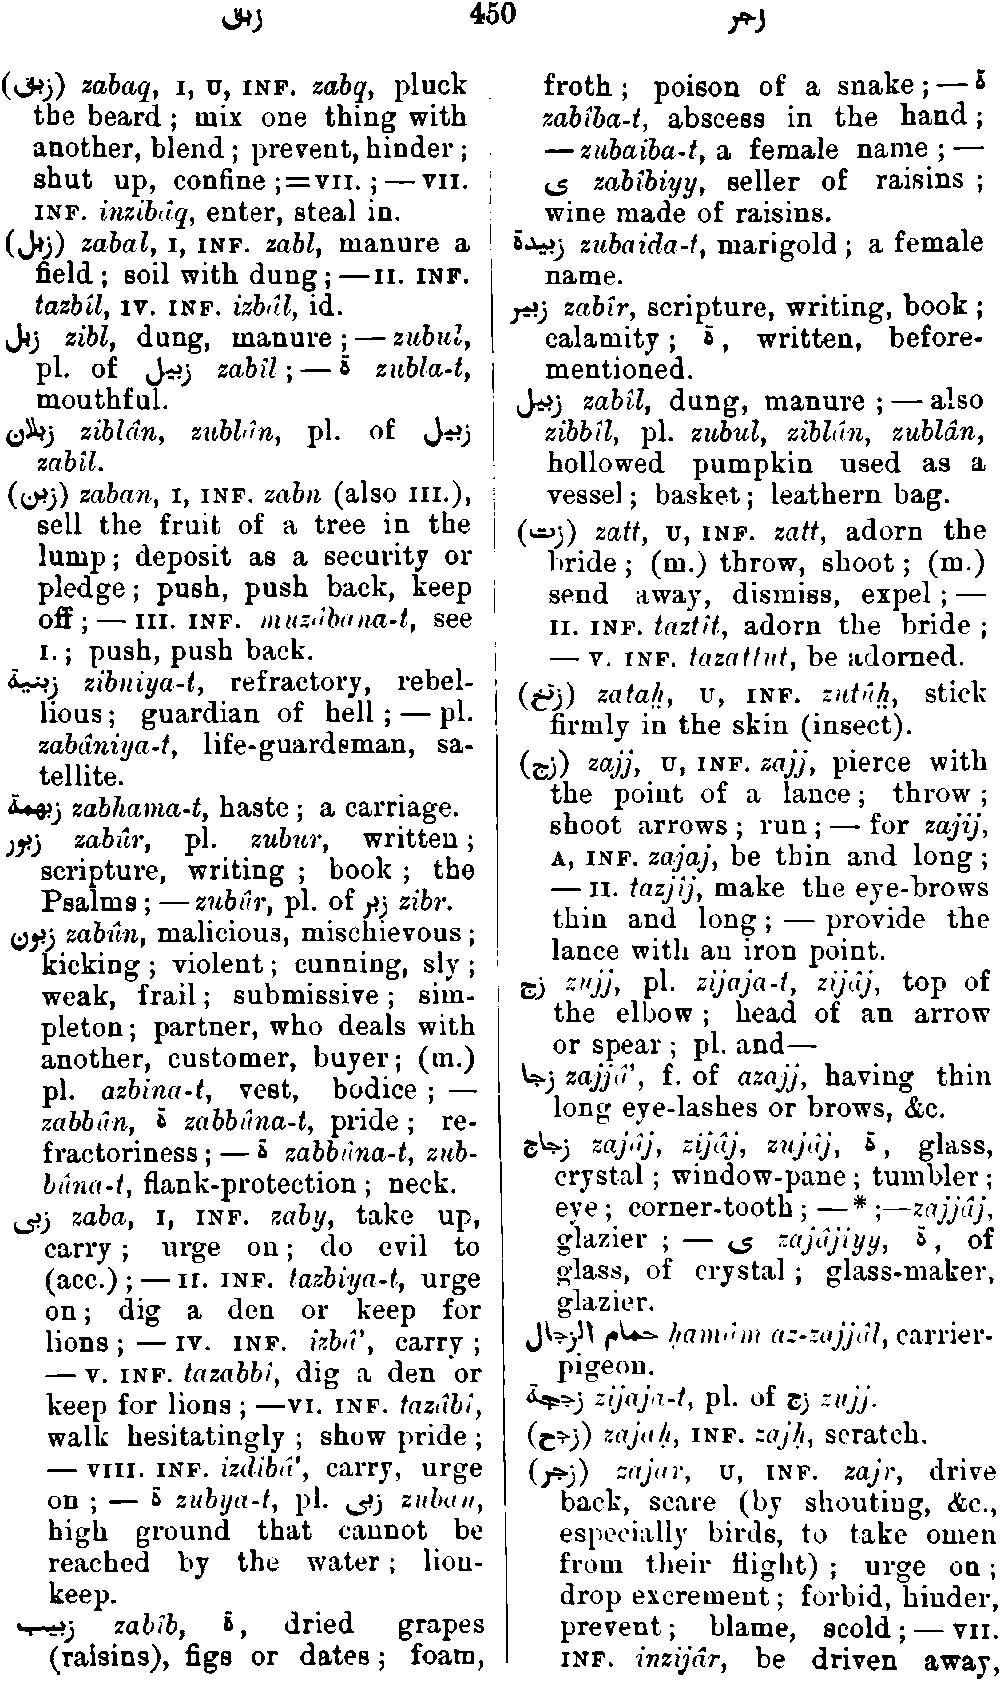 زبق 450 زجر
(زبق) zabaq, I, U, INF. zabq, pluck
the beard ; mix one thing with
another, blend ; prevent, hinder ;
shut up, confine ;=VII. ; — VII.
INF. inzibâq, enter, steal in.
(زبل) zabal, I, INF. zabl, manure a
field ; soil with dung ; —II. INF.
tazbîl, IV. INF. izbâl, id.
زبل zibl, dung, manure ; — zubul,
pl. of زبيل zabîl ; — ة zubla-t,
mouthful.
زبلان ziblân, zublân, pl. of زبيل
zabîl.
(زبن) zaban, I, INF. zabn (also III.),
sell the fruit of a tree in the
lump ; deposit as a security or
pledge ; push, push back, keep
off ; — III. INF. muzâbana-t, see
I. ; push, push back.
زبنية zibniya-t, refractory, rebel-
lious ; guardian of hell ; — pl.
zabâniya-t, life-guardsman, sa-
tellite.
زبهمة zabhama-t, haste ; a carriage.
زبور zabûr, pl. zubur, written ;
scripture, writing ; book ; the
Psalms ; — zubûr, pl. of زبر zibr.
زبون zabûn, malicious, mischievous ;
kicking ; violent ; cunning, sly ;
weak, frail ; submissive ; sim-
pleton ; partner, who deals with
another, customer, buyer ; (m.)
pl. azbina-t, vest, bodice ; —
zabbûn, ة zabbûna-t, pride ; re-
fractoriness ; — ة zabbûna-t, zub-
bûna-t, flank-protection ; neck.
زبى zaba, I, INF. zaby, take up,
carry ; urge on ; do evil to
(acc.) ; — II. INF. tazbiya-t, urge
on ; dig a den or keep for
lions ; — IV. INF. izbâ', carry ;
— V. INF. tazabbî, dig a den or
keep for lions ; —VI. INF. tazâbî,
walk hesitatingly ; show pride ;
— VIII. INF. izdibâ', carry, urge
on ; — ة zubya-t, pl. زبى zuban,
high ground that cannot be
reached by the water ; lion-
keep.
زبيب zabîb, ة, dried grapes
(raisins), figs or dates ; foam,
froth ; poison of a snake ; — ة
zabîba-t, abscess in the hand ;
— zubaiba-t, a female name ; —
ى zabîbiyy, seller of raisins ;
wine made of raisins.
زبيدة zubaida-t, marigold ; a female
name.
زبير zabîr, scripture, writing, book ;
calamity ; ة, written, before-
mentioned.
زبيل zabîl, dung, manure ; — also
zibbîl, pl. zubul, ziblân, zublân,
hollowed pumpkin used as a
vessel ; basket ; leathern bag.
(زت) zatt, U, INF. zatt, adorn the
bride ; (m.) throw, shoot ; (m.)
send away, dismiss, expel ; —
II. INF. taztît, adorn the bride ;
— V. INF. tazattut, be adorned.
(زتخ) zataḫ, U, INF. zutûḫ, stick
firmly in the skin (insect).
(زج) zajj, U, INF. zajj, pierce with
the point of a lance ; throw ;
shoot arrows ; run ; — for zajij,
A, INF. zajaj, be thin and long ;
— II. tazjîj, make the eye-brows
thin and long ; — provide the
lance with an iron point.
زج zujj, pl. zijaja-t, zijâj, top of
the elbow ; head of an arrow
or spear ; pl. and—
زجا zajjâ', f. of azajj, having thin
long eye-lashes or brows, &c.
زجاج zajâj, zijâj, zujâj, ة, glass,
crystal ; window-pane ; tumbler ;
eye ; corner-tooth ; — * ;—zajjâj,
glazier ; — ى zajâjiyy, ة, of
glass, of crystal ; glass-maker,
glazier.
حمام الزجال ḥamâm az-zajjâl, carrier-
pigeon.
زججة zijaja-t, pl. of زج zujj.
(زجح) zajaḥ, INF. zajḥ, scratch.
(زجر) zajar, U, INF. zajr, drive
back, scare (by shouting, &c.,
especially birds, to take omen
from their flight) ; urge on ;
drop excrement ; forbid, hinder,
prevent ; blame, scold ; — VII.
INF. inzijâr, be driven away,